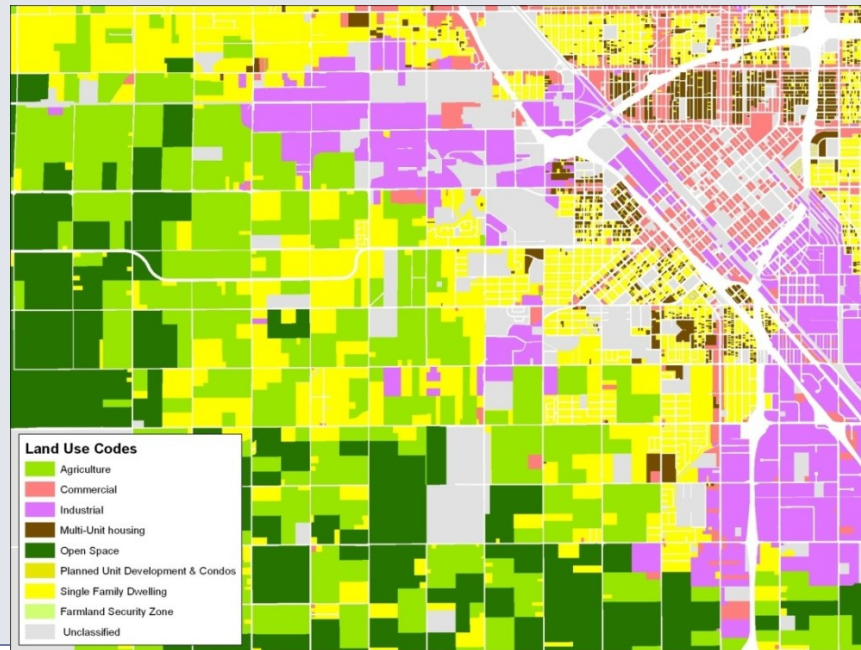 Land Use Codes
Agriculture
Commercial
Industrial
Multi-Unit housing
Open Space
Planned Unit Development & Condos
Single Family Dwelling
Farmland Security Zone
Unclassified